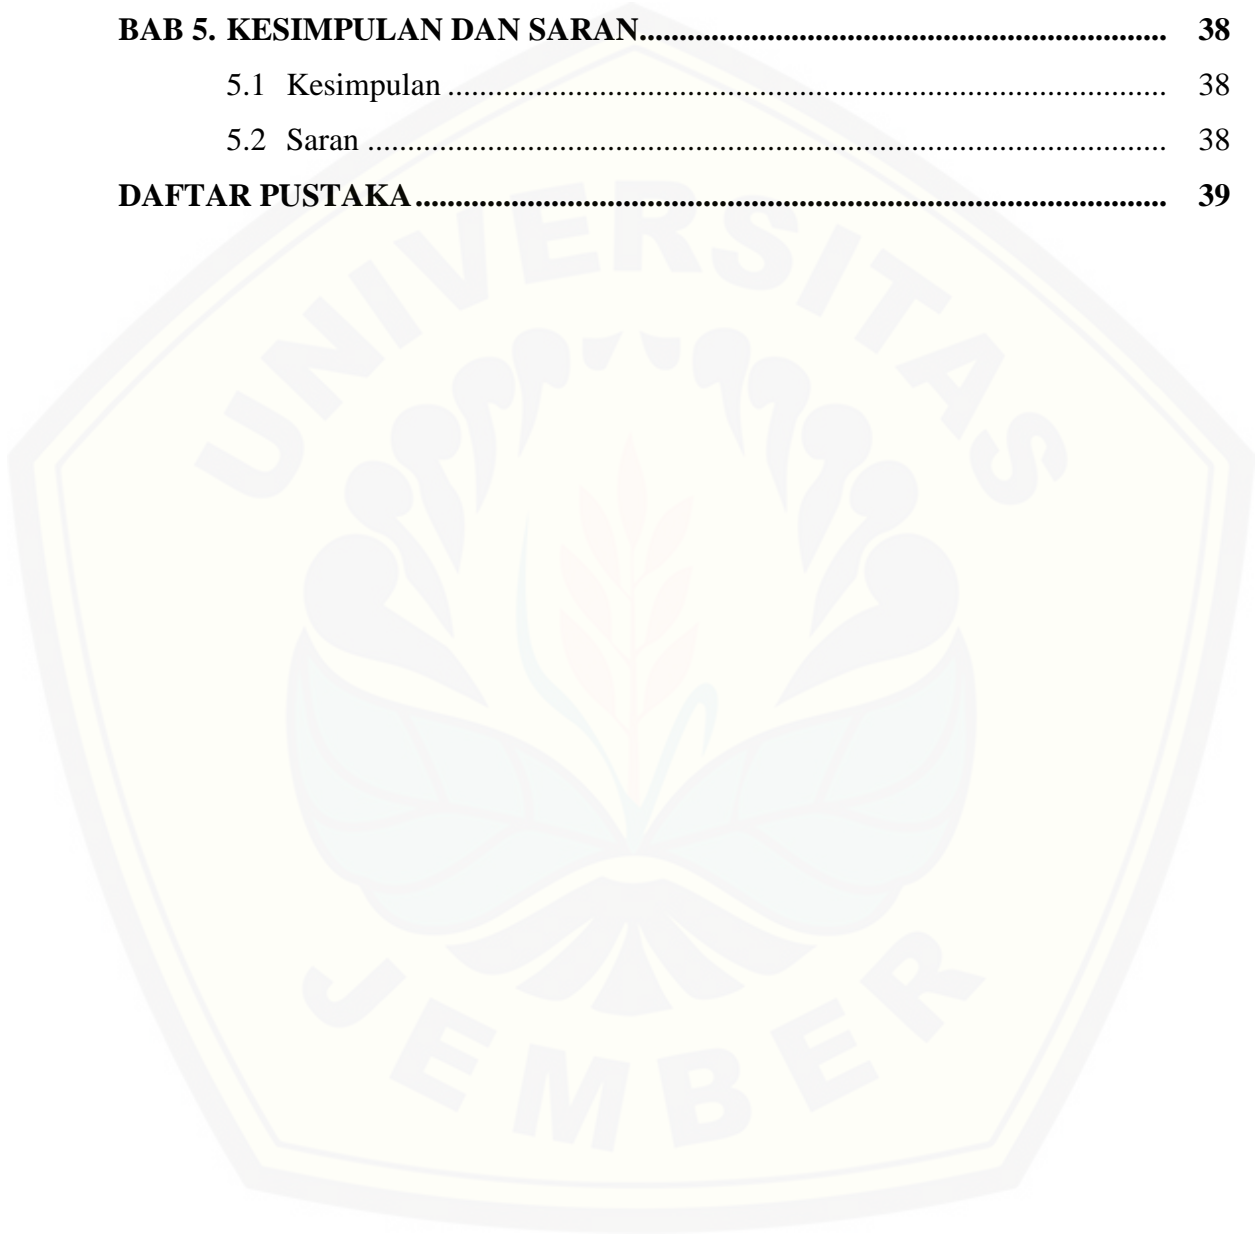 BAB 5. KESIMPULAN DAN SARAN................................................................ 38
5.1 Kesimpulan ........................................................................................... 38
5.2 Saran ..................................................................................................... 38
DAFTAR PUSTAKA............................................................................................... 39
UNIVERSITAS
JEMBER